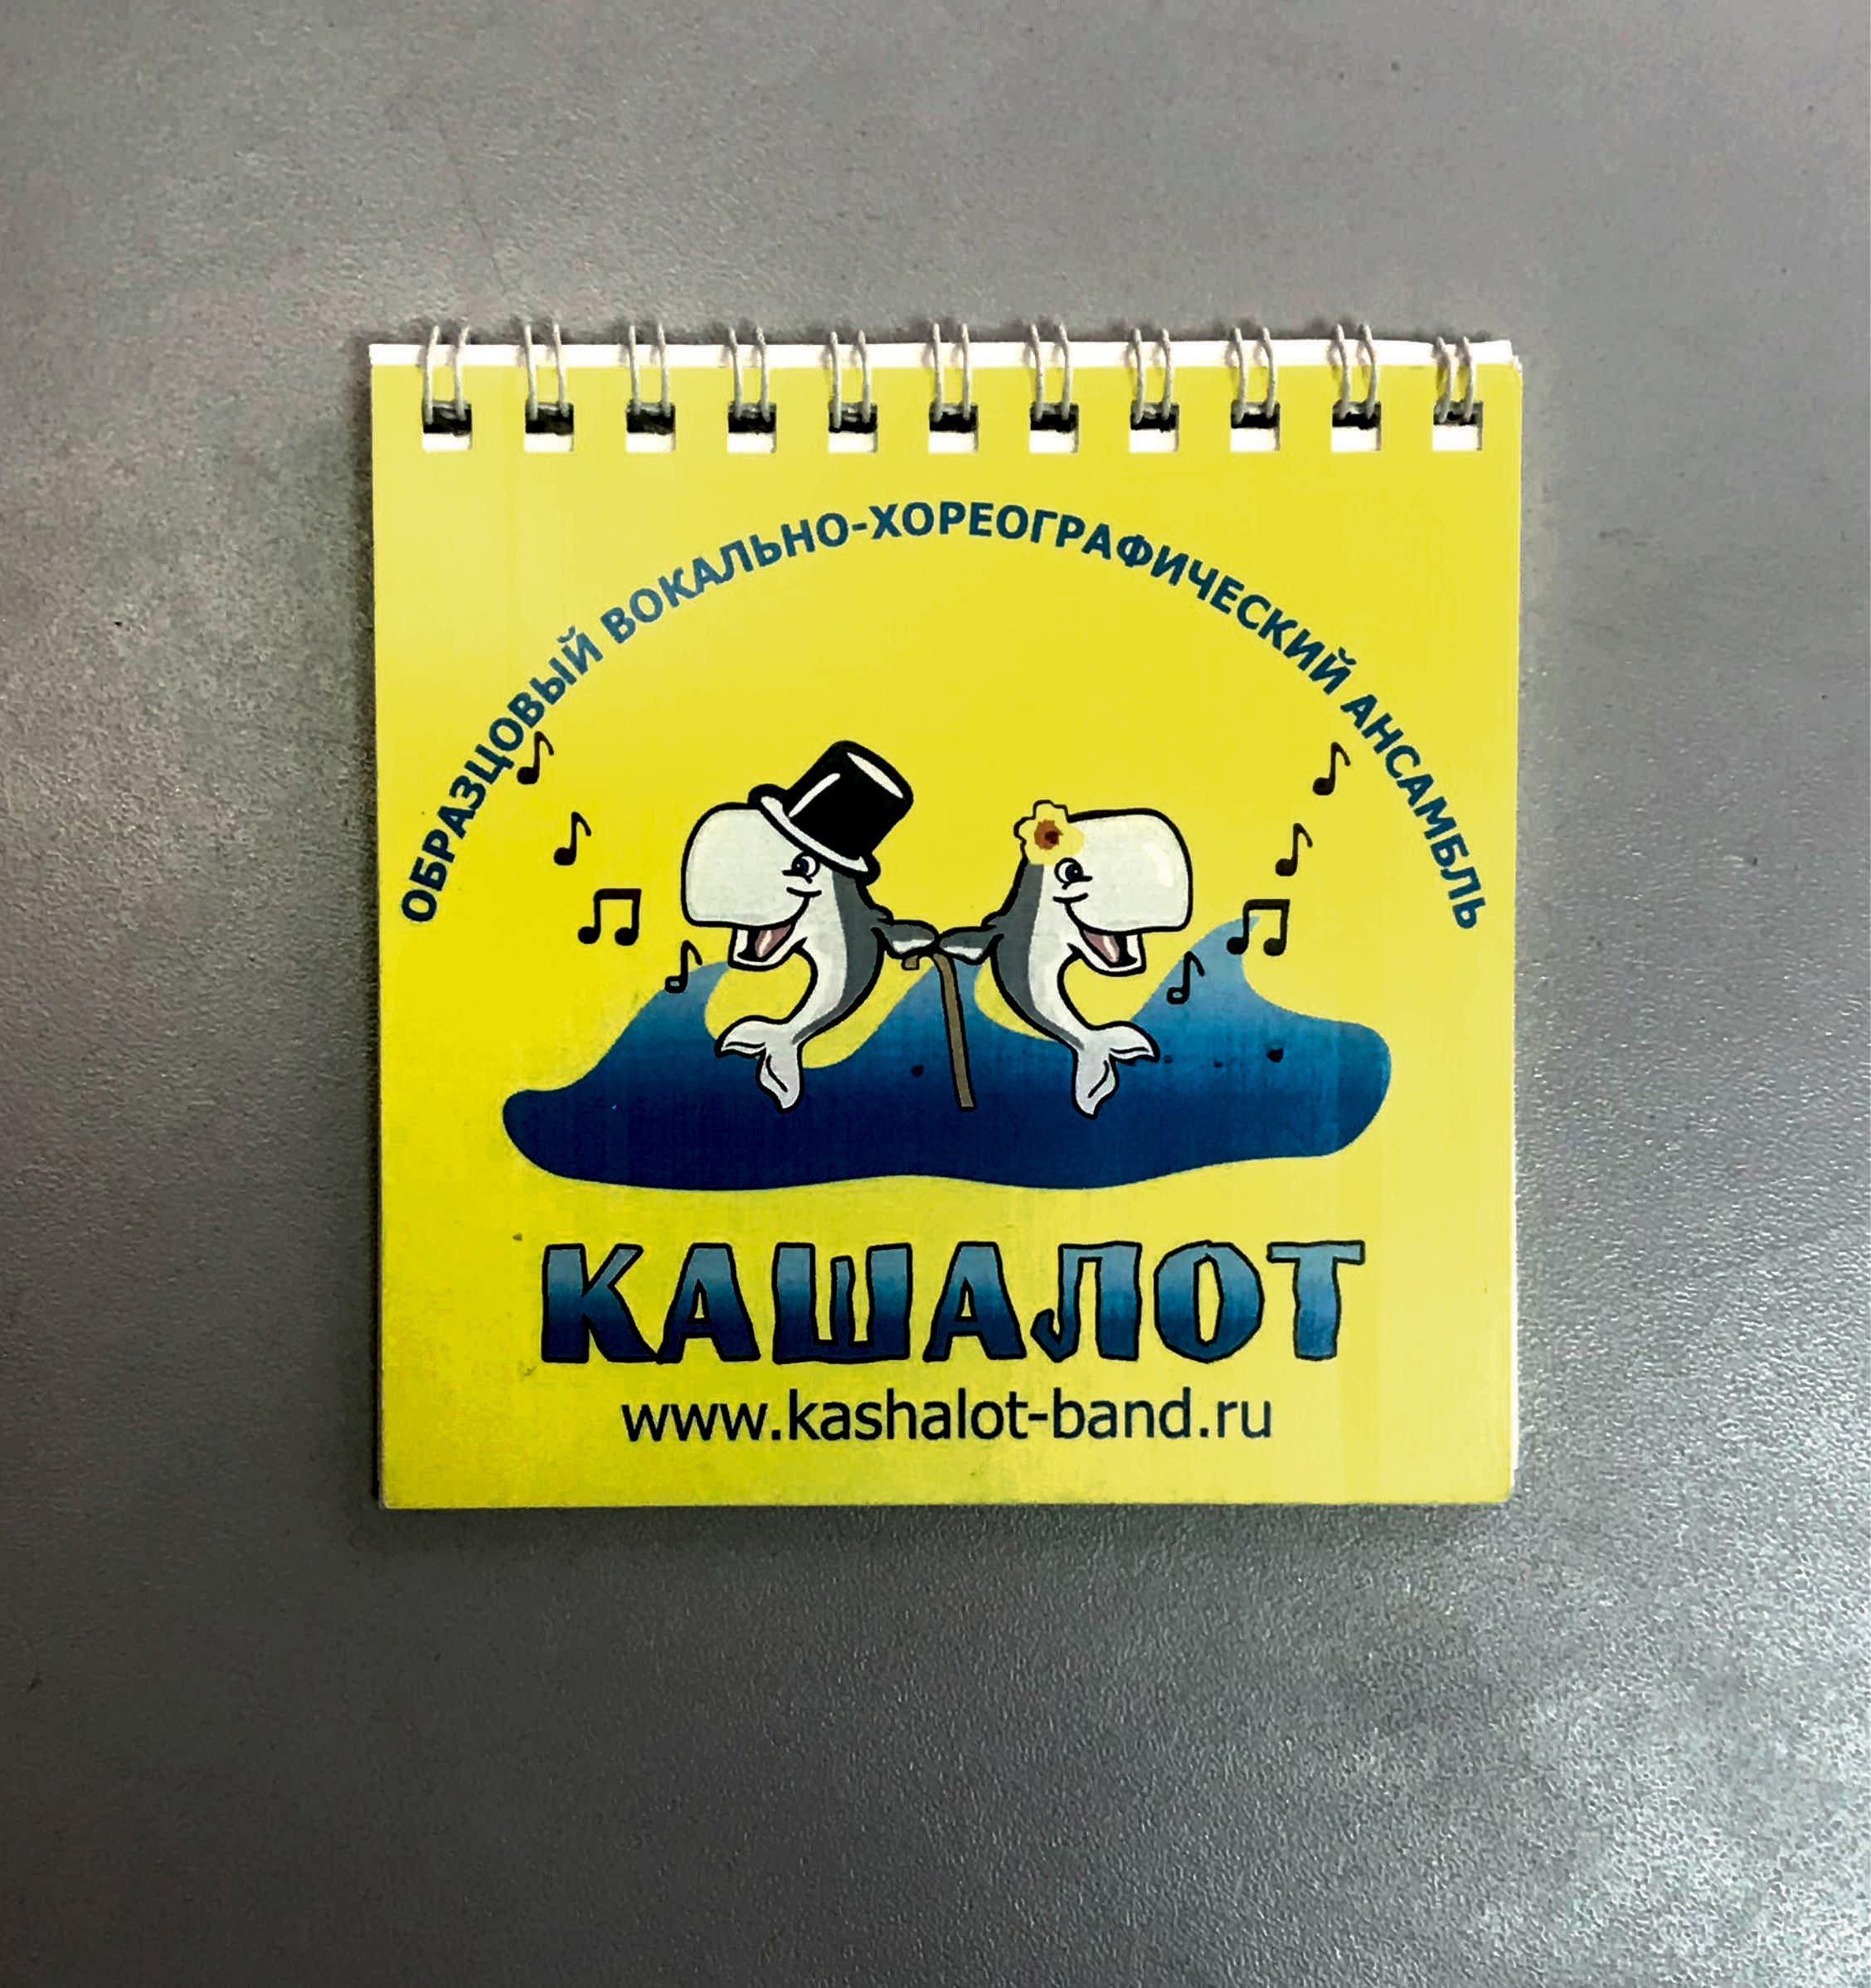 ОБРАЗЦОВЫЙ ВОКАЛЬНО-ХОРЕОГРАФИЧЕСКИЙ АНСАМБЛЬ
КАШАЛОТ
www.kashalot-band.ru